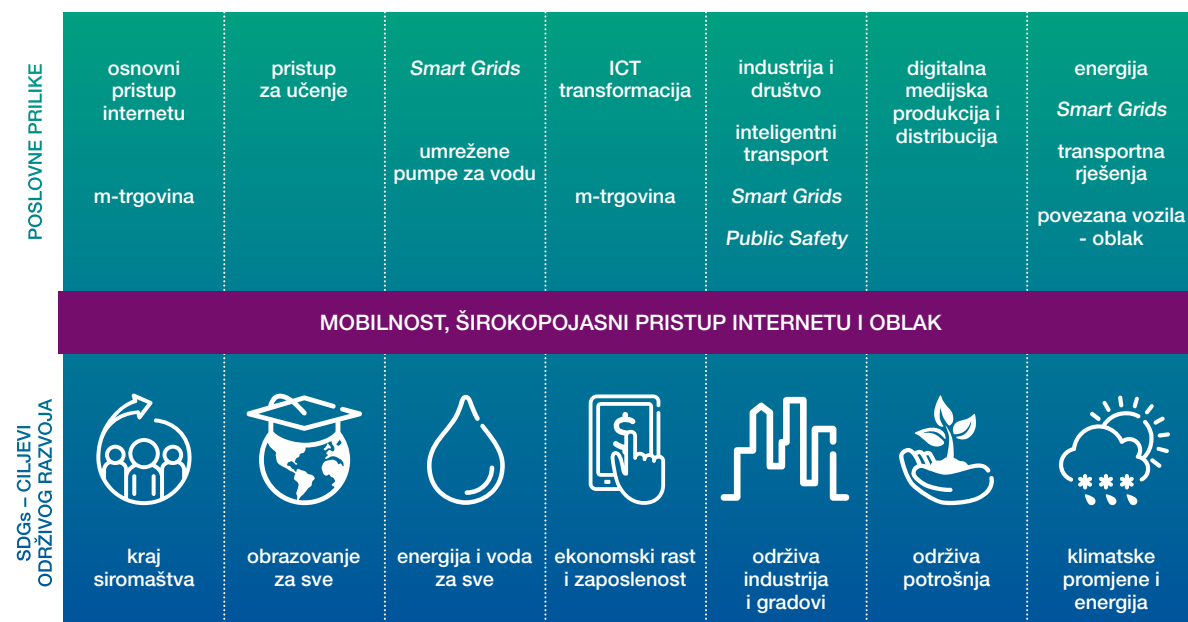 POSLOVNE PRILIKE
osnovni
pristup
internetu
m-trgovina
pristup
za učenje
Smart Grids
umrežene
pumpe za vodu
ICT
transformacija
m-trgovina
industrija i
društvo
inteligentni
transport
Smart Grids
Public Safety
digitalna
medijska
produkcija i
distribucija
energija
Smart Grids
transportna
rješenja
povezana vozila
- oblak
MOBILNOST, ŠIROKOPOJASNI PRISTUP INTERNETU I OBLAK
SDGs – CILJEVI
ODRŽIVOG RAZVOJA
kraj
siromaštva
obrazovanje
za sve
energija i voda
za sve
$
ekonomski rast
i zaposlenost
održiva
industrija
i gradovi
održiva
potrošnja
klimatske
promjene i
energija